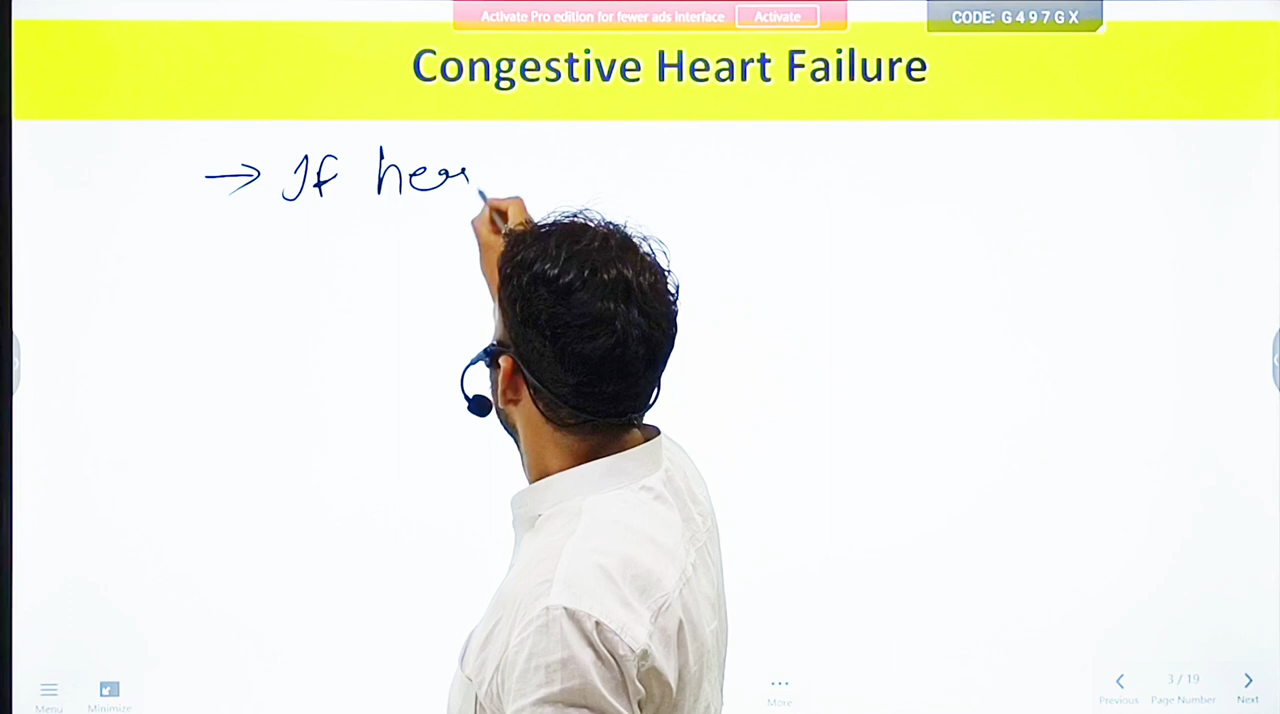 Activate Pro edition for fewer ads interface Activate
CODE: G 4 9 7 G X
Congestive Heart Failure
→ If hea
Menu
Minimize
More
Previous
3 / 19
Page Number
Next